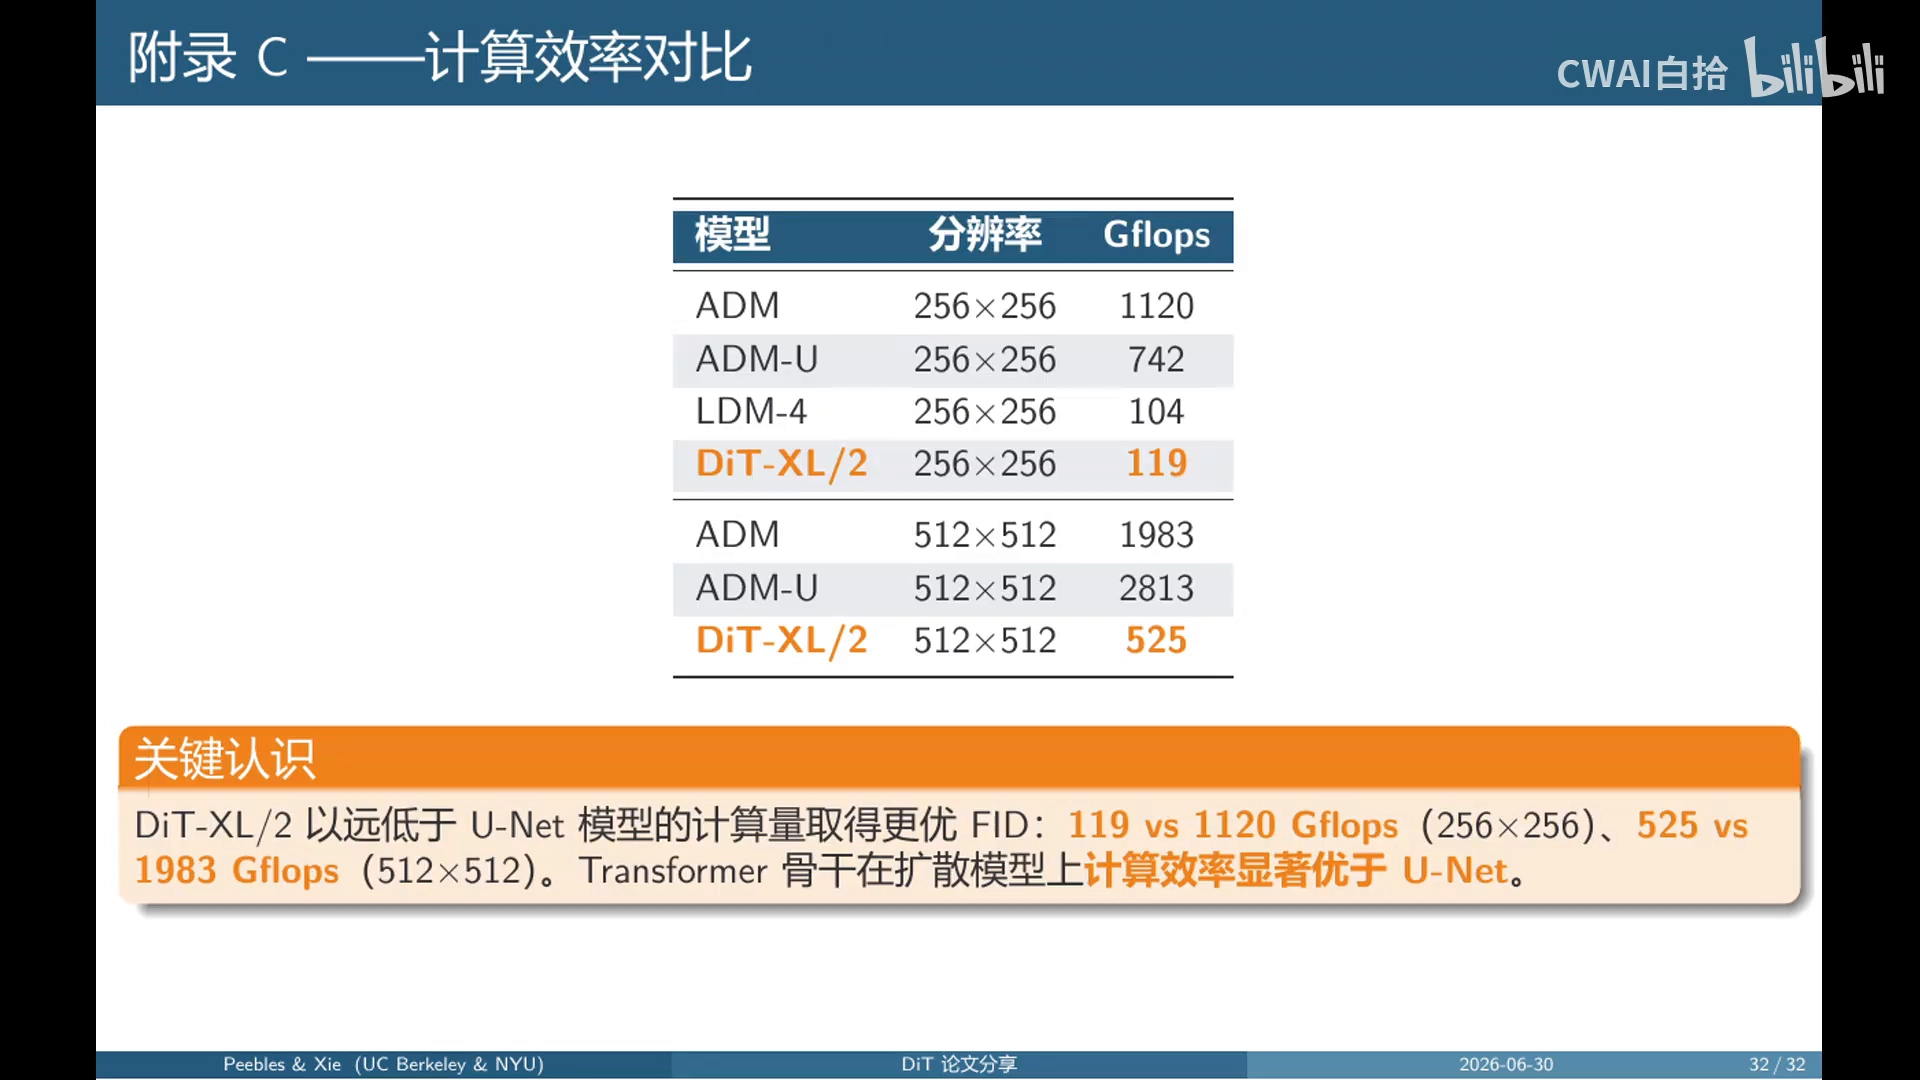 附录 C ——计算效率对比
CWAI白拾 bilibili
模型 分辨率 Gflops
ADM 256×256 1120
ADM-U 256×256 742
LDM-4 256×256 104
DiT-XL/2 256×256 119
ADM 512×512 1983
ADM-U 512×512 2813
DiT-XL/2 512×512 525
关键认识
DiT-XL/2 以远低于 U-Net 模型的计算量取得更优 FID：119 vs 1120 Gflops（256×256）、525 vs
1983 Gflops（512×512）。Transformer 骨干在扩散模型上计算效率显著优于 U-Net。
Peebles & Xie (UC Berkeley & NYU) DiT 论文分享 2026-06-30 32 / 32